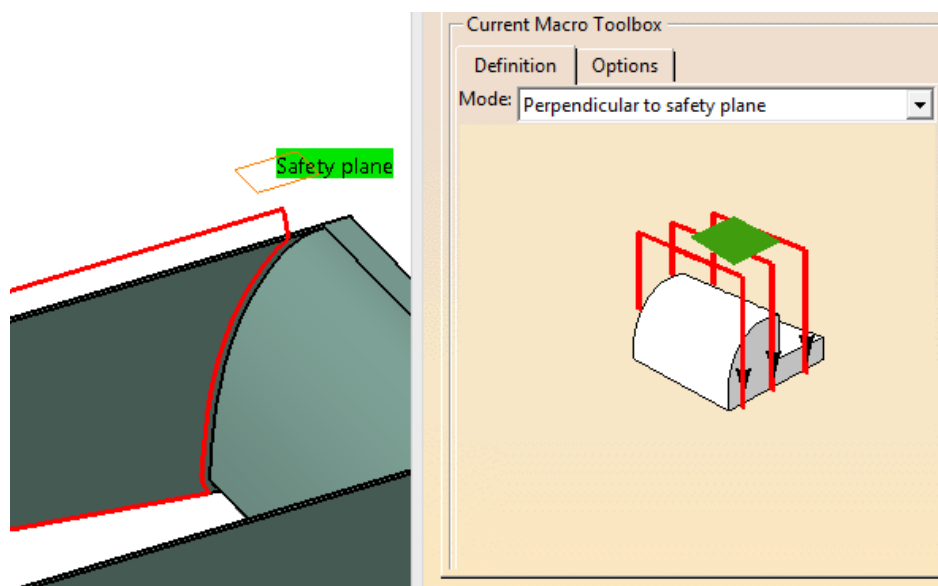 Current Macro Toolbox
Definition
Options
Mode:
Perpendicular to safety plane
Safety plane